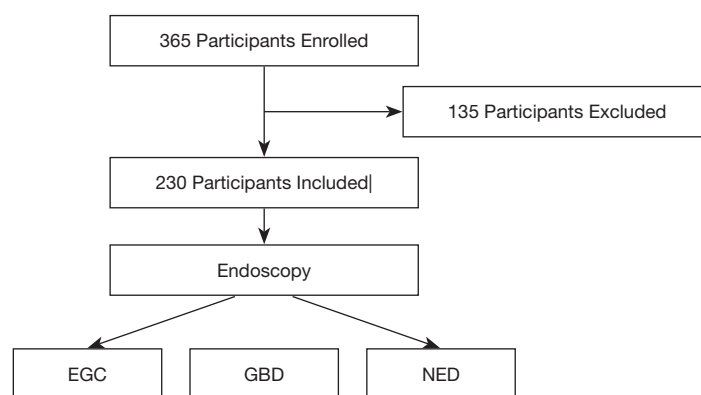 365 Participants Enrolled
135 Participants Excluded
230 Participants Included|
Endoscopy
EGC
GBD
NED